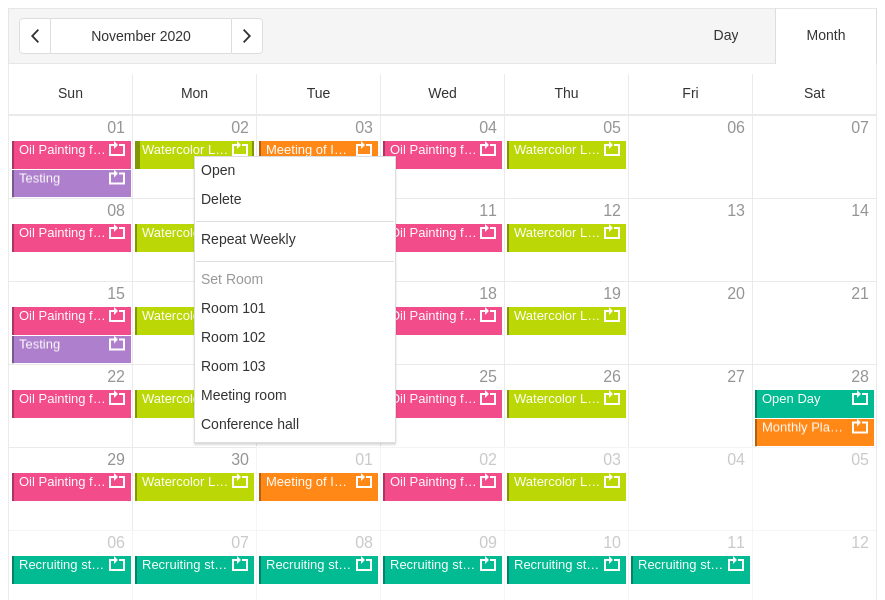 November 2020
Day
Month
Sun Mon Tue Wed Thu Fri Sat
01 02 03 04 05 06 07
Oil Painting f… Watercolor L… Meeting of I… Oil Painting f… Watercolor L…
Testing
08 11 12 13 14
Oil Painting f… Oil Painting f… Watercolor L…
15 18 19 20 21
Oil Painting f… Oil Painting f… Watercolor L…
Testing
22 25 26 27 28
Oil Painting f… Oil Painting f… Watercolor L… Open Day
Monthly Pla…
29 30 01 02 03 04 05
Oil Painting f… Watercolor L… Meeting of I… Oil Painting f… Watercolor L…
06 07 08 09 10 11 12
Recruiting st… Recruiting st… Recruiting st… Recruiting st… Recruiting st… Recruiting st…
Open
Delete
Repeat Weekly
Set Room
Room 101
Room 102
Room 103
Meeting room
Conference hall